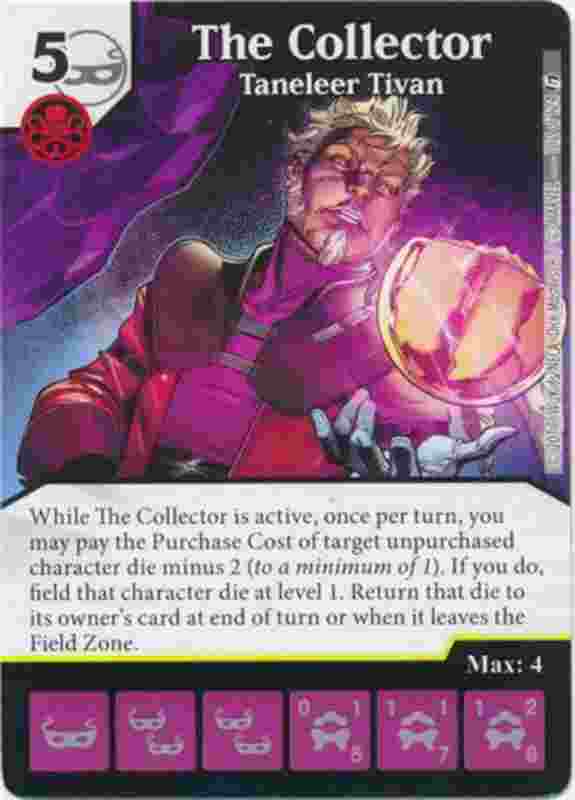 5
The Collector
Taneleer Tivan
While The Collector is active, once per turn, you
may pay the Purchase Cost of target unpurchased
character die minus 2 (to a minimum of 1). If you do,
field that character die at level 1. Return that die to
its owner's card at end of turn or when it leaves the
Field Zone.
Max: 4
0 1 1 1 1 2
5 7